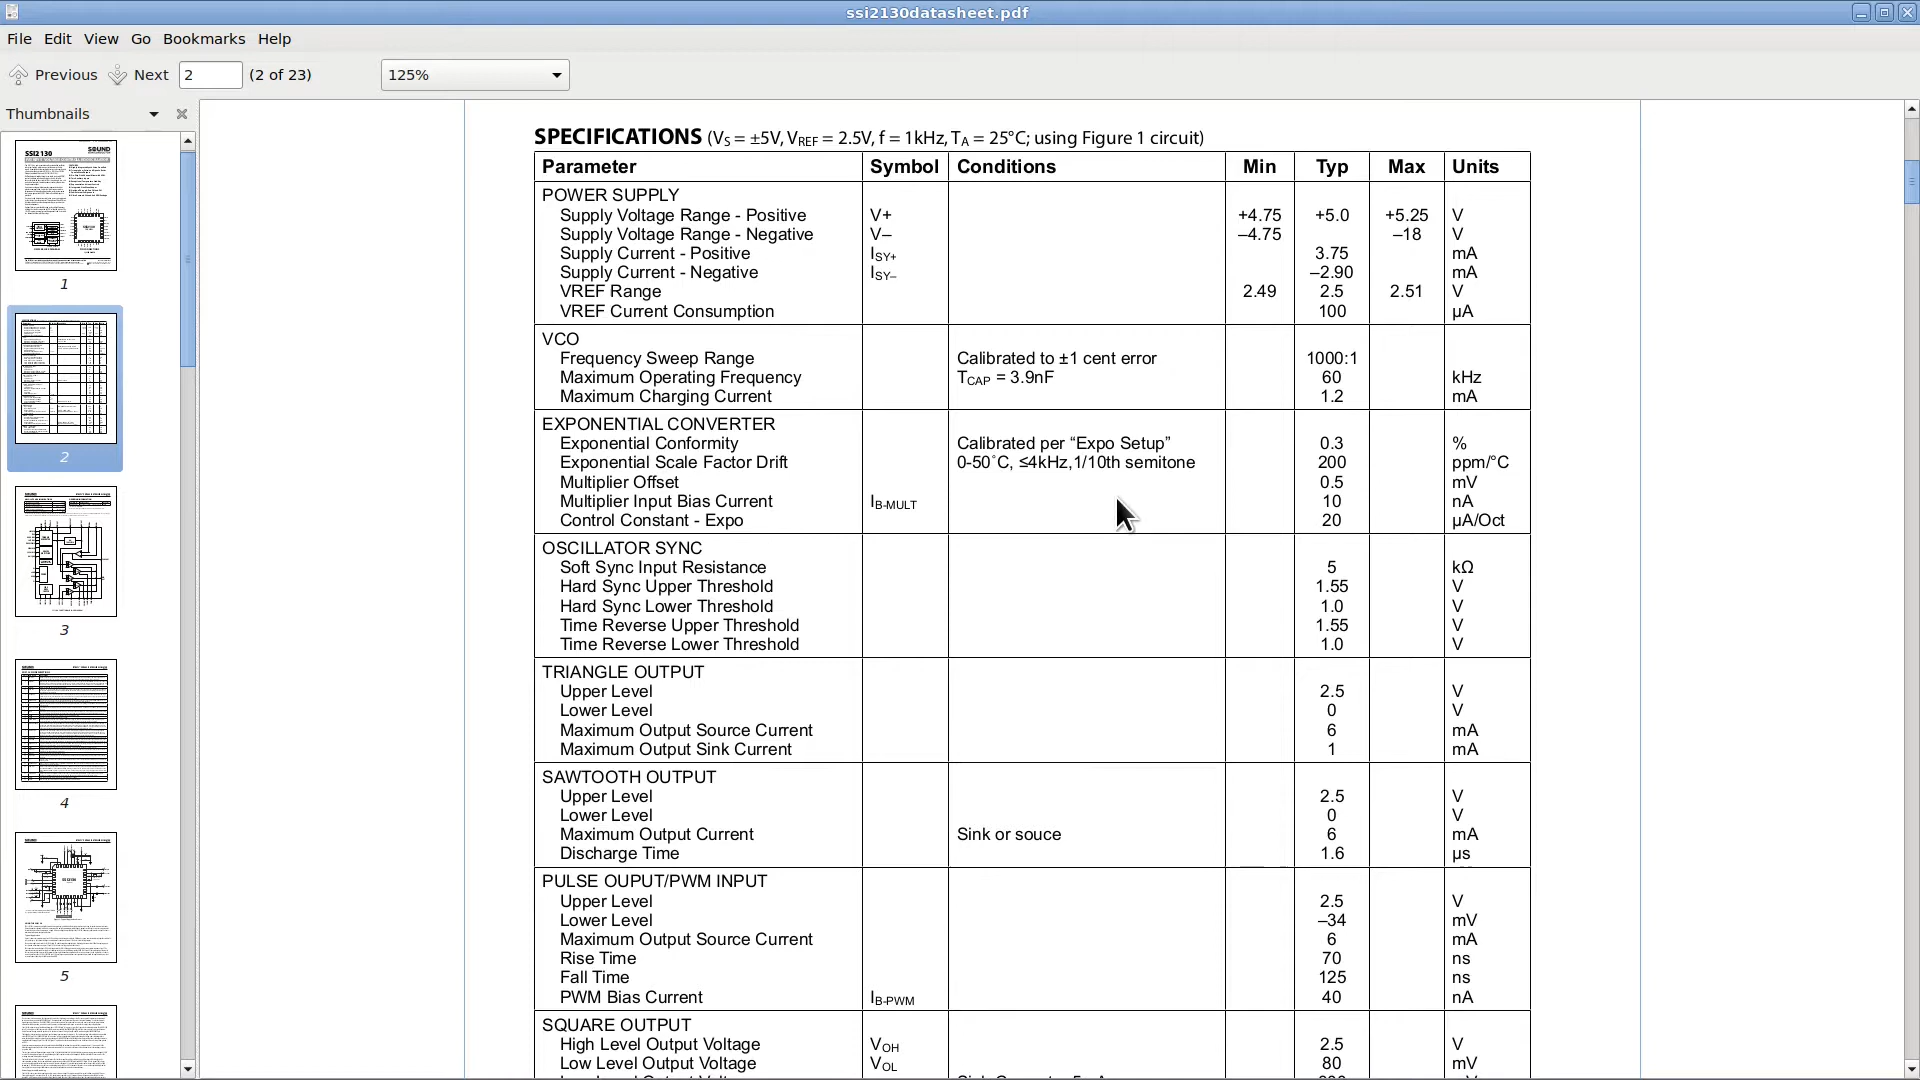 ssi2130datasheet.pdf
File Edit View Go Bookmarks Help
Previous Next 2 (2 of 23) 125%
Thumbnails
SSI2130 SOUND
1
2
3
4
5
SPECIFICATIONS (VS = ±5V, VREF = 2.5V, f = 1kHz, TA = 25°C; using Figure 1 circuit)
Parameter Symbol Conditions Min Typ Max Units
POWER SUPPLY
Supply Voltage Range - Positive V+ +4.75 +5.0 +5.25 V
Supply Voltage Range - Negative V– –4.75 –18 V
Supply Current - Positive ISY+ 3.75 mA
Supply Current - Negative ISY– –2.90 mA
VREF Range 2.49 2.5 2.51 V
VREF Current Consumption 100 µA
VCO
Frequency Sweep Range Calibrated to ±1 cent error 1000:1
Maximum Operating Frequency TCAP = 3.9nF 60 kHz
Maximum Charging Current 1.2 mA
EXPONENTIAL CONVERTER
Exponential Conformity Calibrated per “Expo Setup” 0.3 %
Exponential Scale Factor Drift 0-50˚C, ≤4kHz,1/10th semitone 200 ppm/°C
Multiplier Offset 0.5 mV
Multiplier Input Bias Current IB-MULT 10 nA
Control Constant - Expo 20 µA/Oct
OSCILLATOR SYNC
Soft Sync Input Resistance 5 kΩ
Hard Sync Upper Threshold 1.55 V
Hard Sync Lower Threshold 1.0 V
Time Reverse Upper Threshold 1.55 V
Time Reverse Lower Threshold 1.0 V
TRIANGLE OUTPUT
Upper Level 2.5 V
Lower Level 0 V
Maximum Output Source Current 6 mA
Maximum Output Sink Current 1 mA
SAWTOOTH OUTPUT
Upper Level 2.5 V
Lower Level 0 V
Maximum Output Current Sink or souce 6 mA
Discharge Time 1.6 µs
PULSE OUPUT/PWM INPUT
Upper Level 2.5 V
Lower Level –34 mV
Maximum Output Source Current 6 mA
Rise Time 70 ns
Fall Time 125 ns
PWM Bias Current IB-PWM 40 nA
SQUARE OUTPUT
High Level Output Voltage VOH 2.5 V
Low Level Output Voltage VOL 80 mV